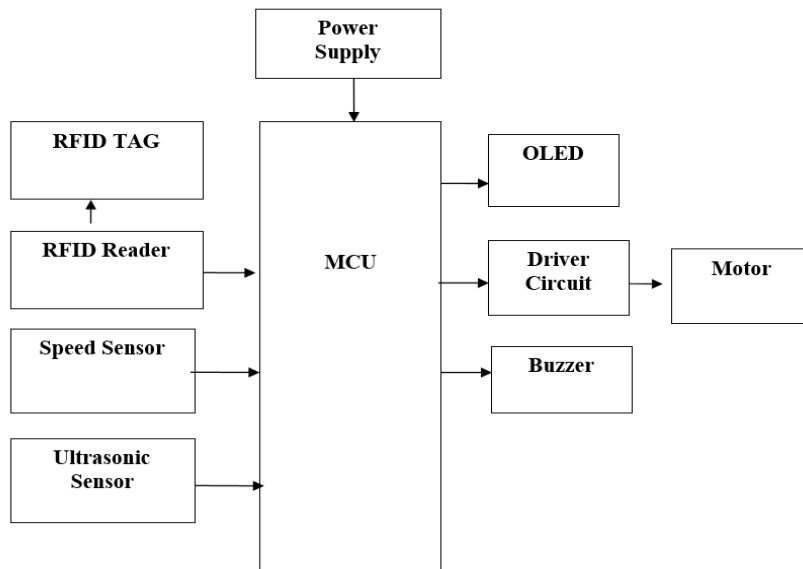 Power
Supply
RFID TAG
OLED
RFID Reader
MCU
Driver
Circuit
Motor
Speed Sensor
Buzzer
Ultrasonic
Sensor